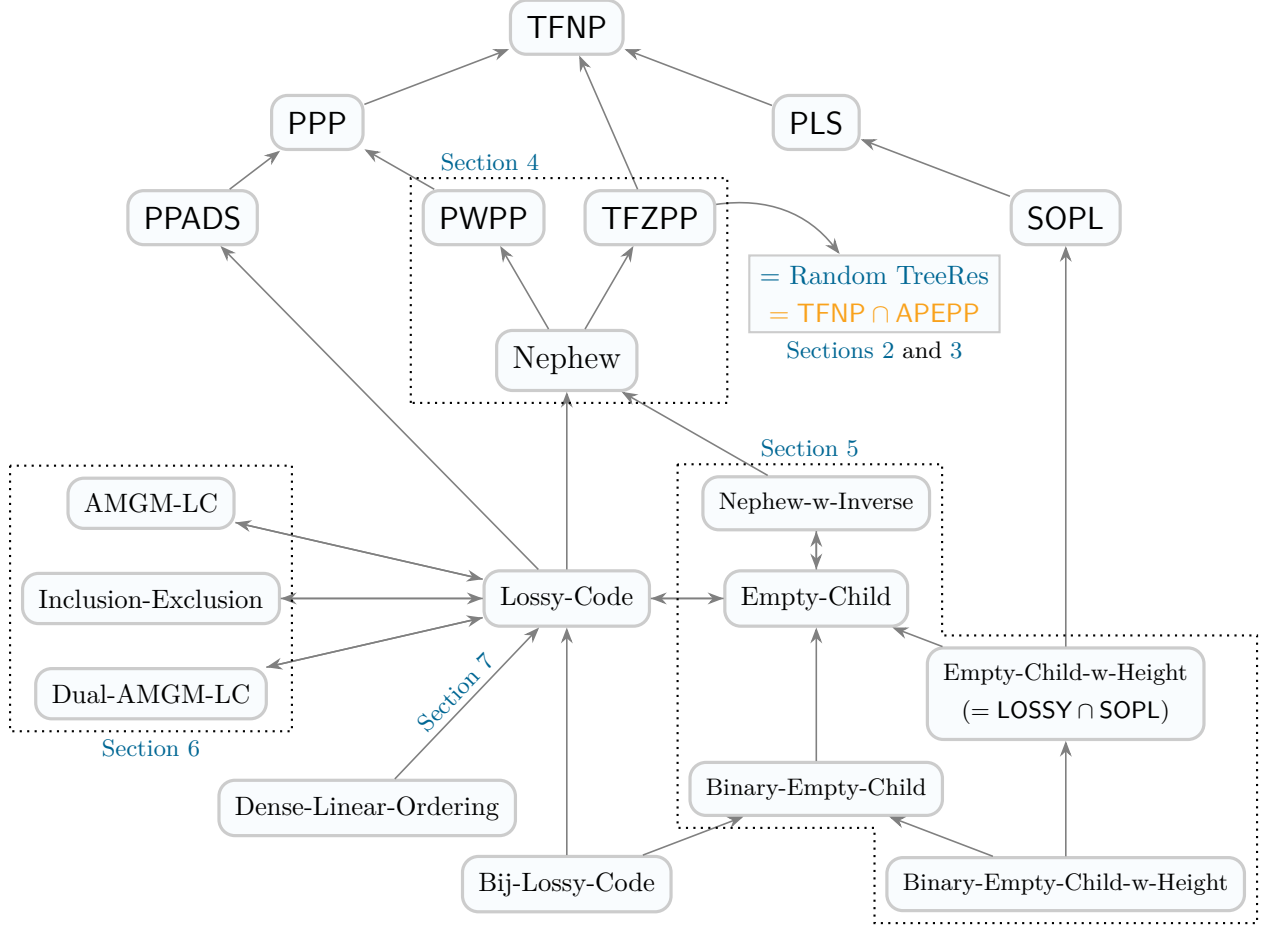 TFNP
PPP
PLS
Section 4
PPADS
PWPP
TFZPP
SOPL
= Random TreeRes
= TFNP ∩ APEPP
Sections 2 and 3
Nephew
Section 5
AMGM-LC
Nephew-w-Inverse
Inclusion-Exclusion
Lossy-Code
Empty-Child
Empty-Child-w-Height
(= LOSSY ∩ SOPL)
Dual-AMGM-LC
Section 7
Section 6
Binary-Empty-Child
Dense-Linear-Ordering
Bij-Lossy-Code
Binary-Empty-Child-w-Height